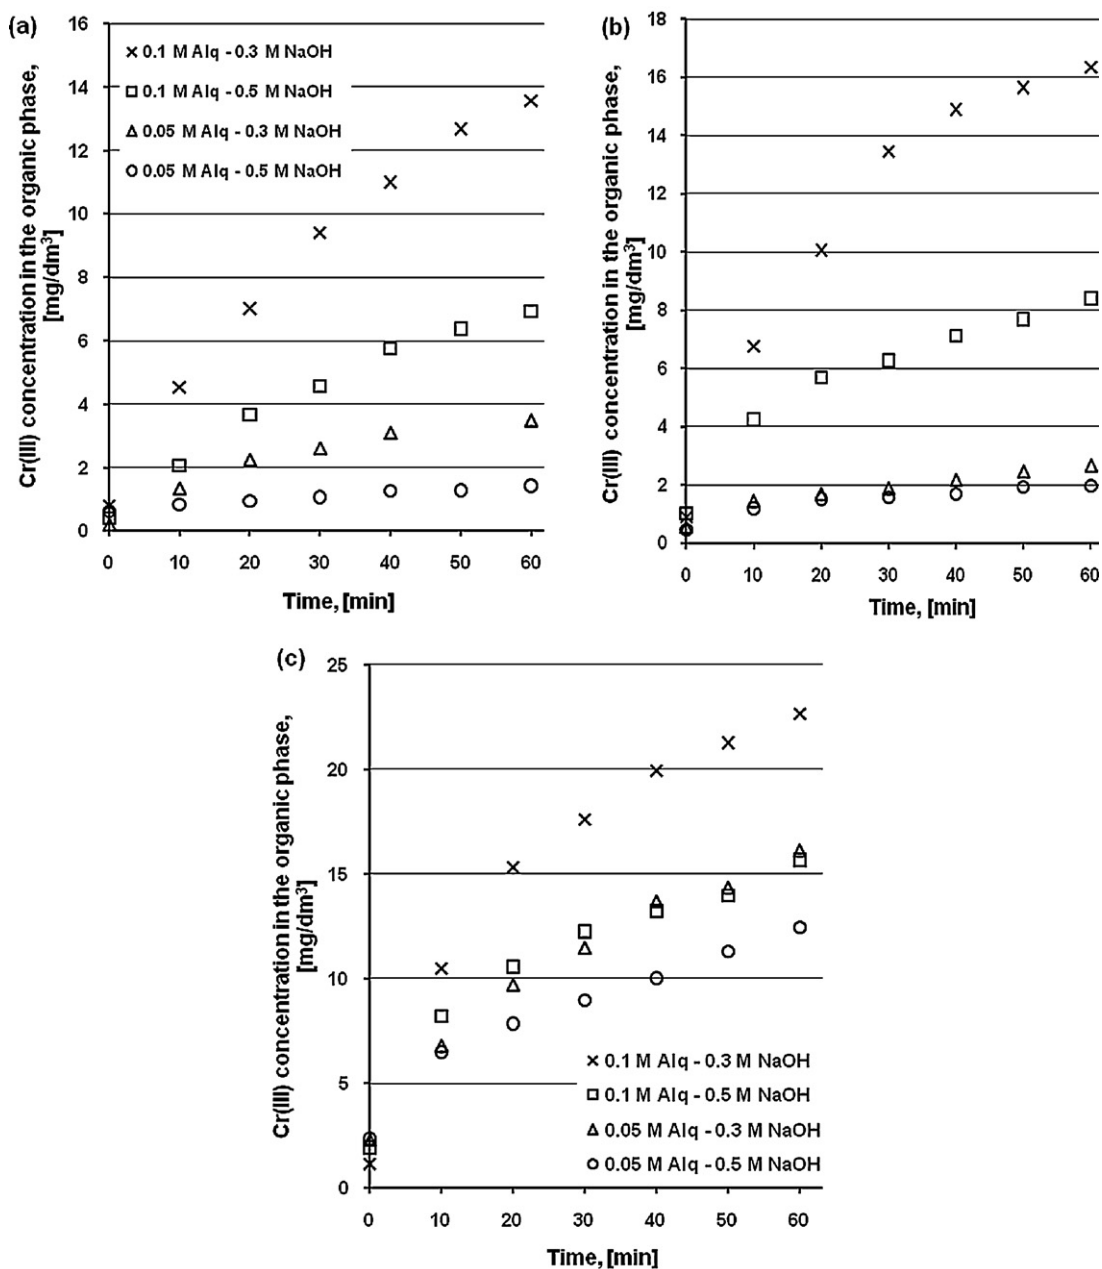 (a)
Cr(III) concentration in the organic phase,
[mg/dm³]
16
14
12
10
8
6
4
2
0
× 0.1 M Alq - 0.3 M NaOH
□ 0.1 M Alq - 0.5 M NaOH
△ 0.05 M Alq - 0.3 M NaOH
○ 0.05 M Alq - 0.5 M NaOH
0 10 20 30 40 50 60
Time, [min]
(b)
Cr(III) concentration in the organic phase,
[mg/dm³]
18
16
14
12
10
8
6
4
2
0
0 10 20 30 40 50 60
Time, [min]
(c)
Cr(III) concentration in the organic phase,
[mg/dm³]
25
20
15
10
5
0
× 0.1 M Alq - 0.3 M NaOH
□ 0.1 M Alq - 0.5 M NaOH
△ 0.05 M Alq - 0.3 M NaOH
○ 0.05 M Alq - 0.5 M NaOH
0 10 20 30 40 50 60
Time, [min]